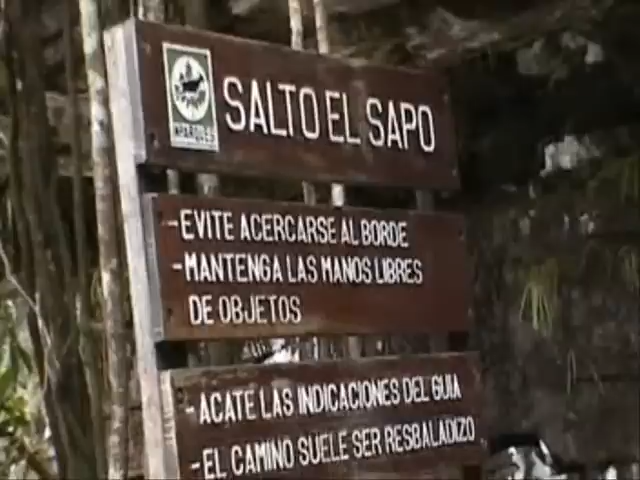 INPARQUES
SALTO EL SAPO
-EVITE ACERCARSE AL BORDE
-MANTENGA LAS MANOS LIBRES
DE OBJETOS
-ACATE LAS INDICACIONES DEL GUIA
-EL CAMINO SUELE SER RESBALADIZO